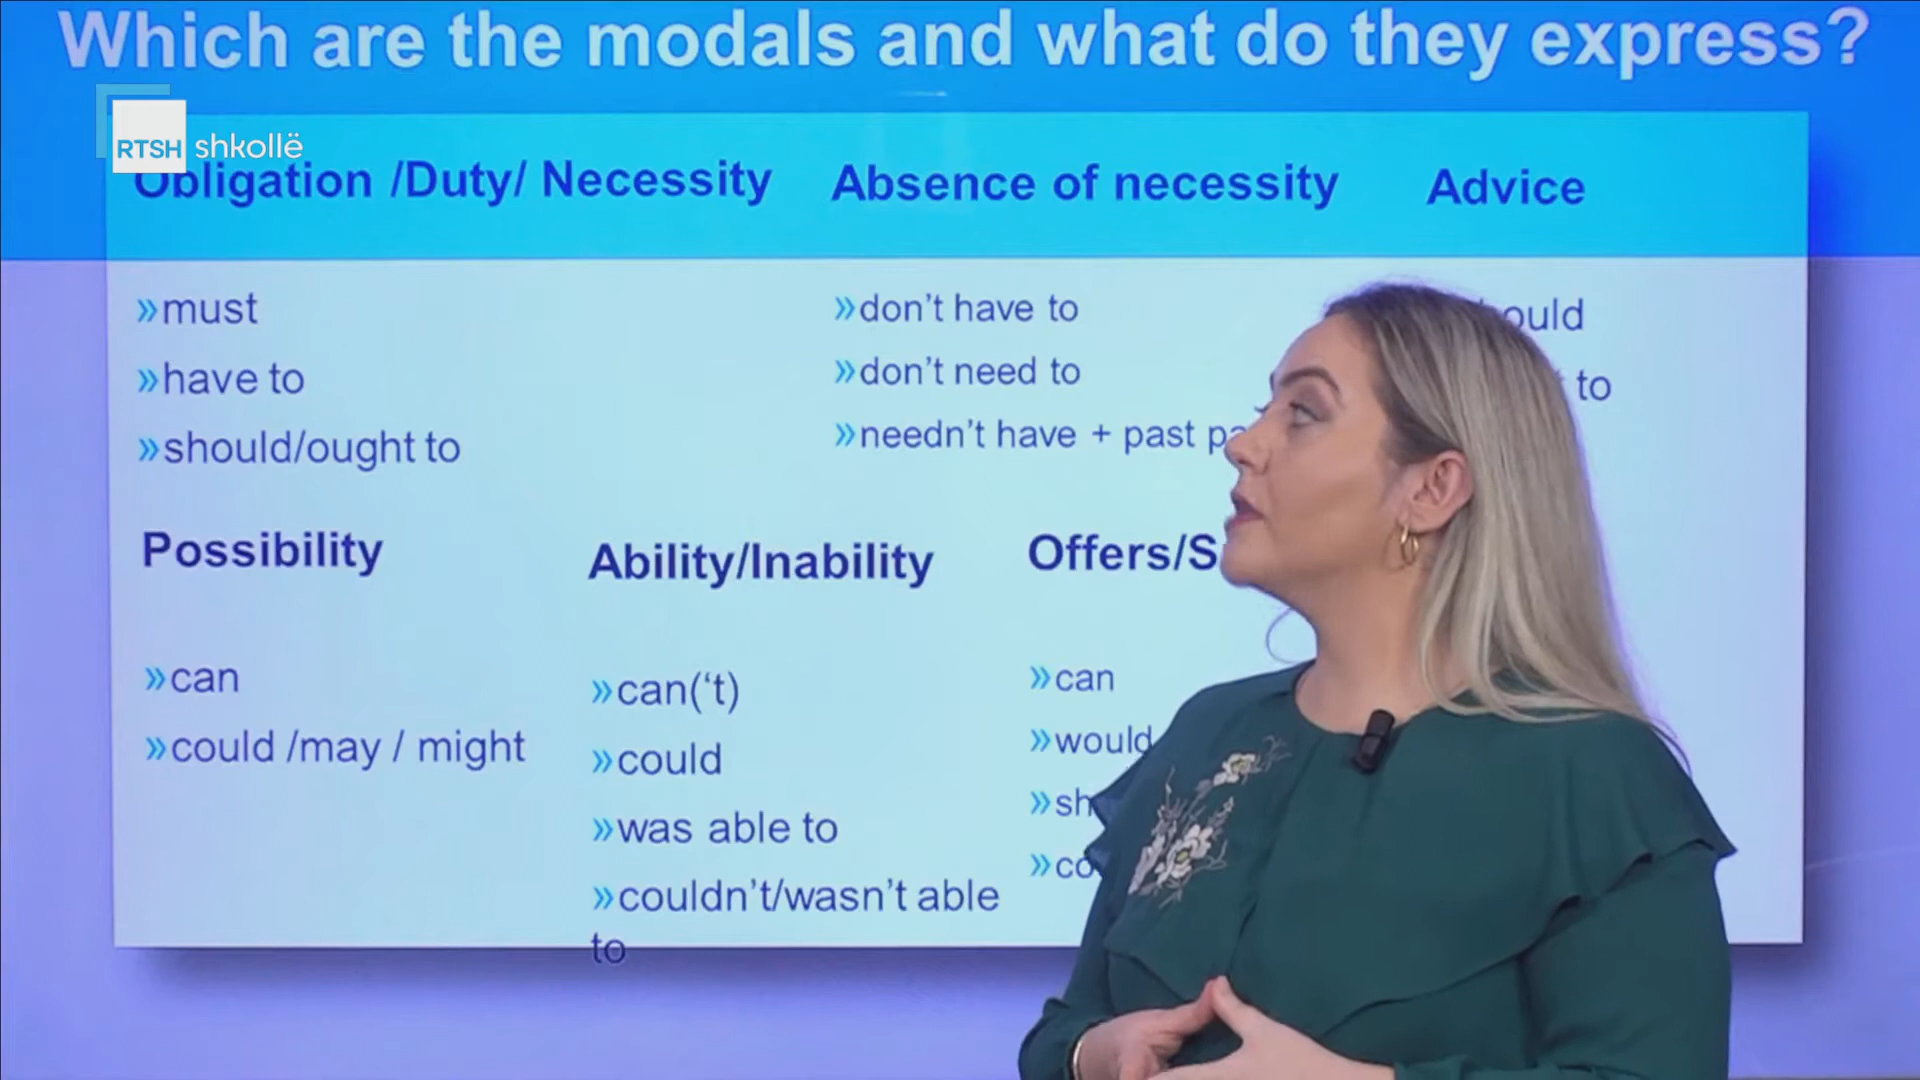 Which are the modals and what do they express?
RTSH shkollë
Obligation /Duty/ Necessity
Absence of necessity
Advice
»must
»have to
»should/ought to
»don't have to
»don't need to
»needn't have + past
to
Possibility
»can
»could /may / might
Ability/Inability
»can(‘t)
»could
»was able to
»couldn't/wasn't able
to
Offers/
»can
»would